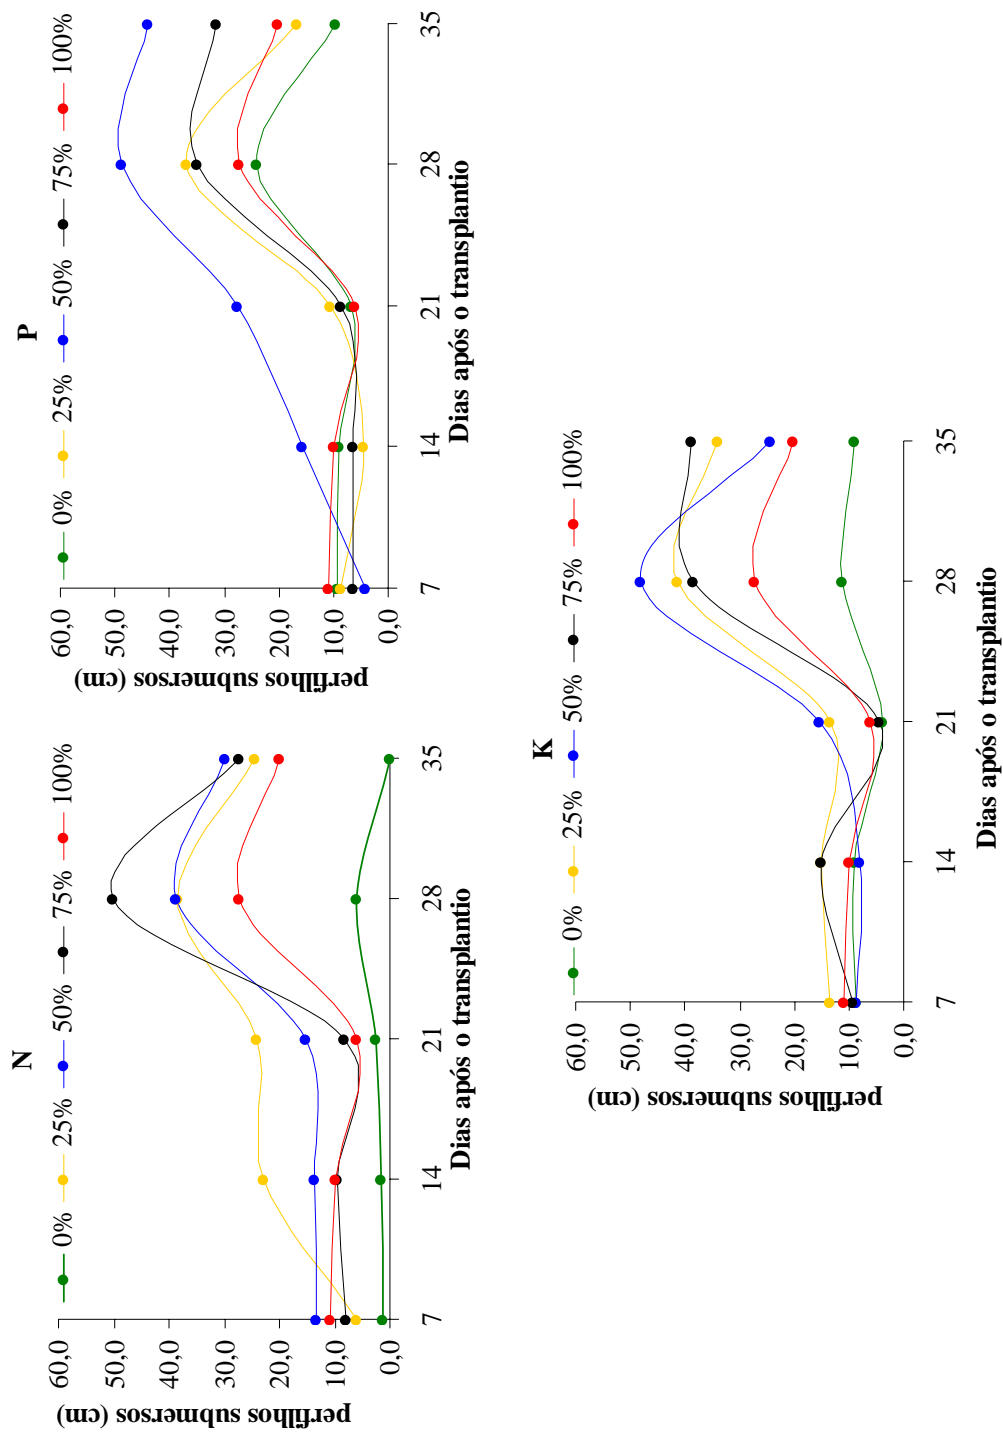 N
0% 25% 50% 75% 100%
60,0
50,0
40,0
30,0
20,0
10,0
0,0
perfilhos submersos (cm)
7 14 21 28 35
Dias após o transplantio
P
0% 25% 50% 75% 100%
60,0
50,0
40,0
30,0
20,0
10,0
0,0
perfilhos submersos (cm)
7 14 21 28 35
Dias após o transplantio
K
0% 25% 50% 75% 100%
60,0
50,0
40,0
30,0
20,0
10,0
0,0
perfilhos submersos (cm)
7 14 21 28 35
Dias após o transplantio